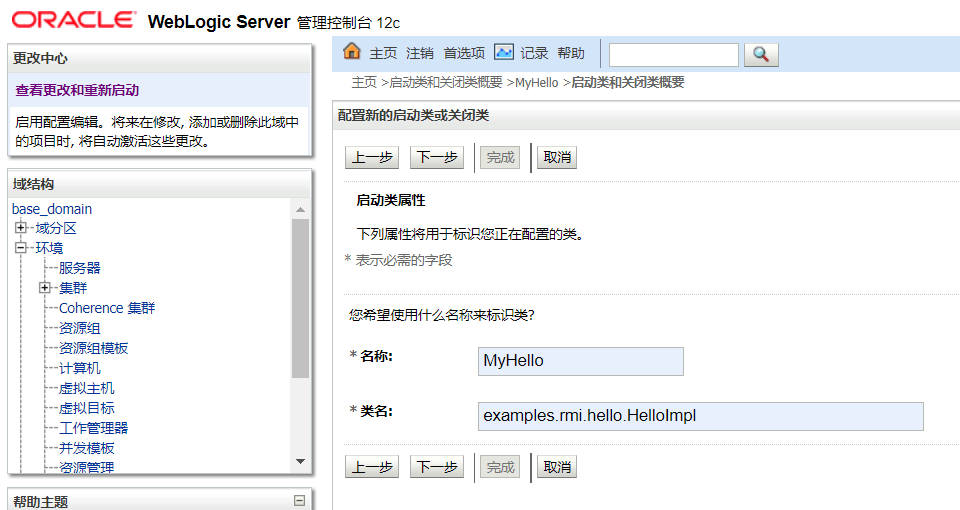 ORACLE WebLogic Server 管理控制台 12c
更改中心
查看更改和重新启动
启用配置编辑。将来在修改, 添加或删除此域中
的项目时, 将自动激活这些更改。
域结构
base_domain
域分区
环境
服务器
集群
Coherence 集群
资源组
资源组模板
计算机
虚拟主机
虚拟目标
工作管理器
并发模板
资源管理
帮助主题
主页 注销 首选项 记录 帮助
主页 >启动类和关闭类概要 >MyHello >启动类和关闭类概要
配置新的启动类或关闭类
上一步 下一步 完成 取消
启动类属性
下列属性将用于标识您正在配置的类。
* 表示必需的字段
您希望使用什么名称来标识类?
* 名称: MyHello
* 类名: examples.rmi.hello.HelloImpl
上一步 下一步 完成 取消